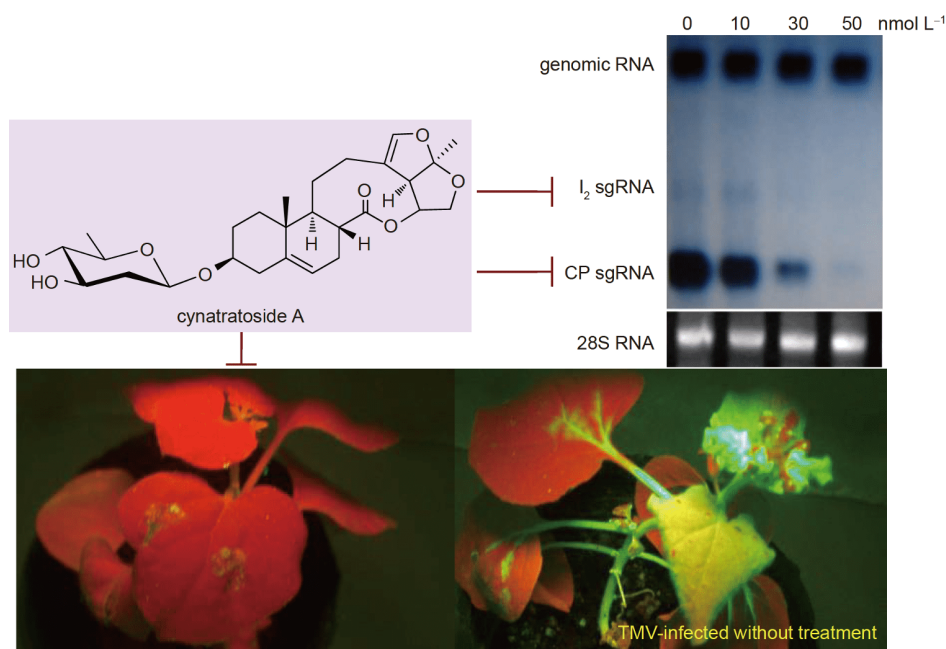 0 10 30 50 nmol L⁻¹
genomic RNA
I₂ sgRNA
CP sgRNA
28S RNA
O
O
O
H
O
H
H
O
HO
HO
O
cynatratoside A
TMV-infected without treatment